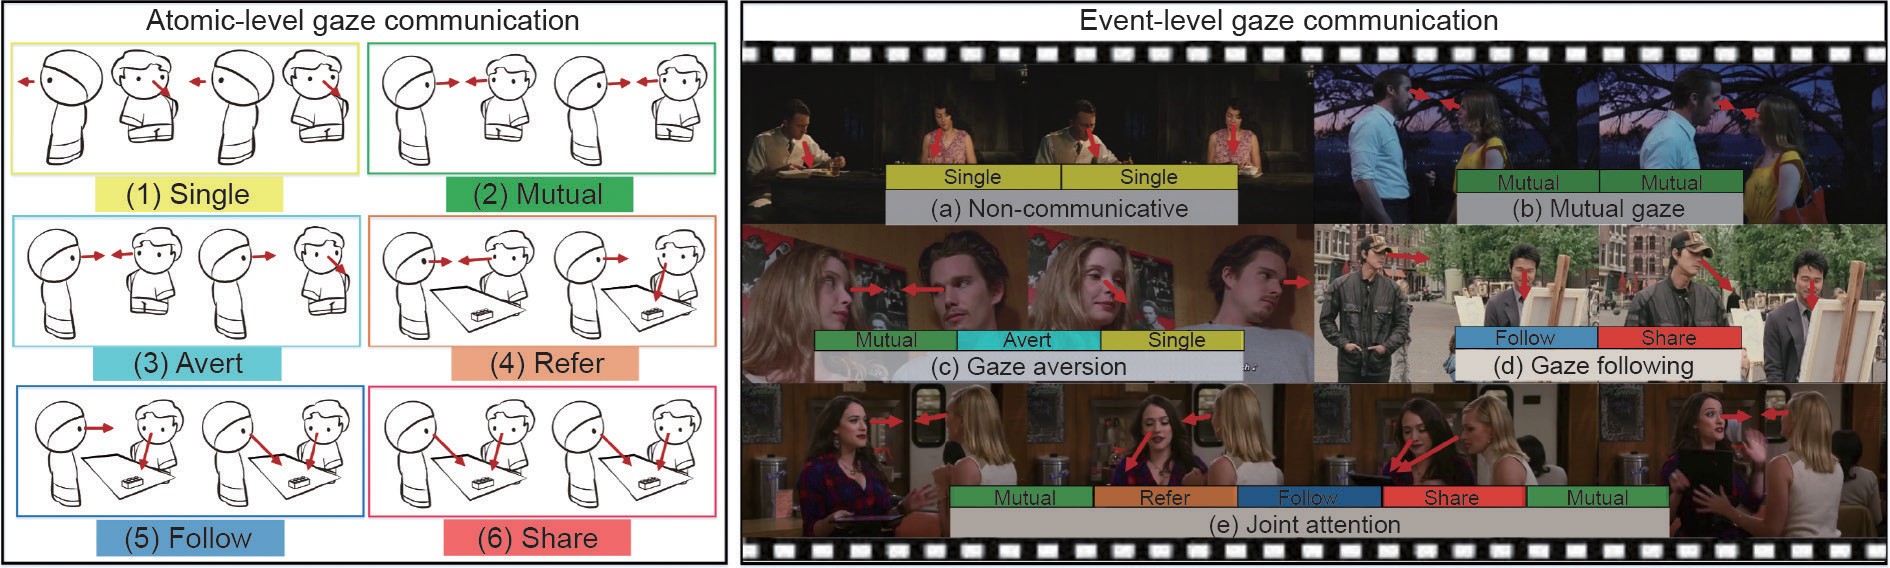 Atomic-level gaze communication
(1) Single
(2) Mutual
(3) Avert
(4) Refer
(5) Follow
(6) Share
Event-level gaze communication
Single Single
(a) Non-communicative
Mutual Mutual
(b) Mutual gaze
Mutual Avert Single
(c) Gaze aversion
Follow Share
(d) Gaze following
Mutual Refer Follow Share Mutual
(e) Joint attention